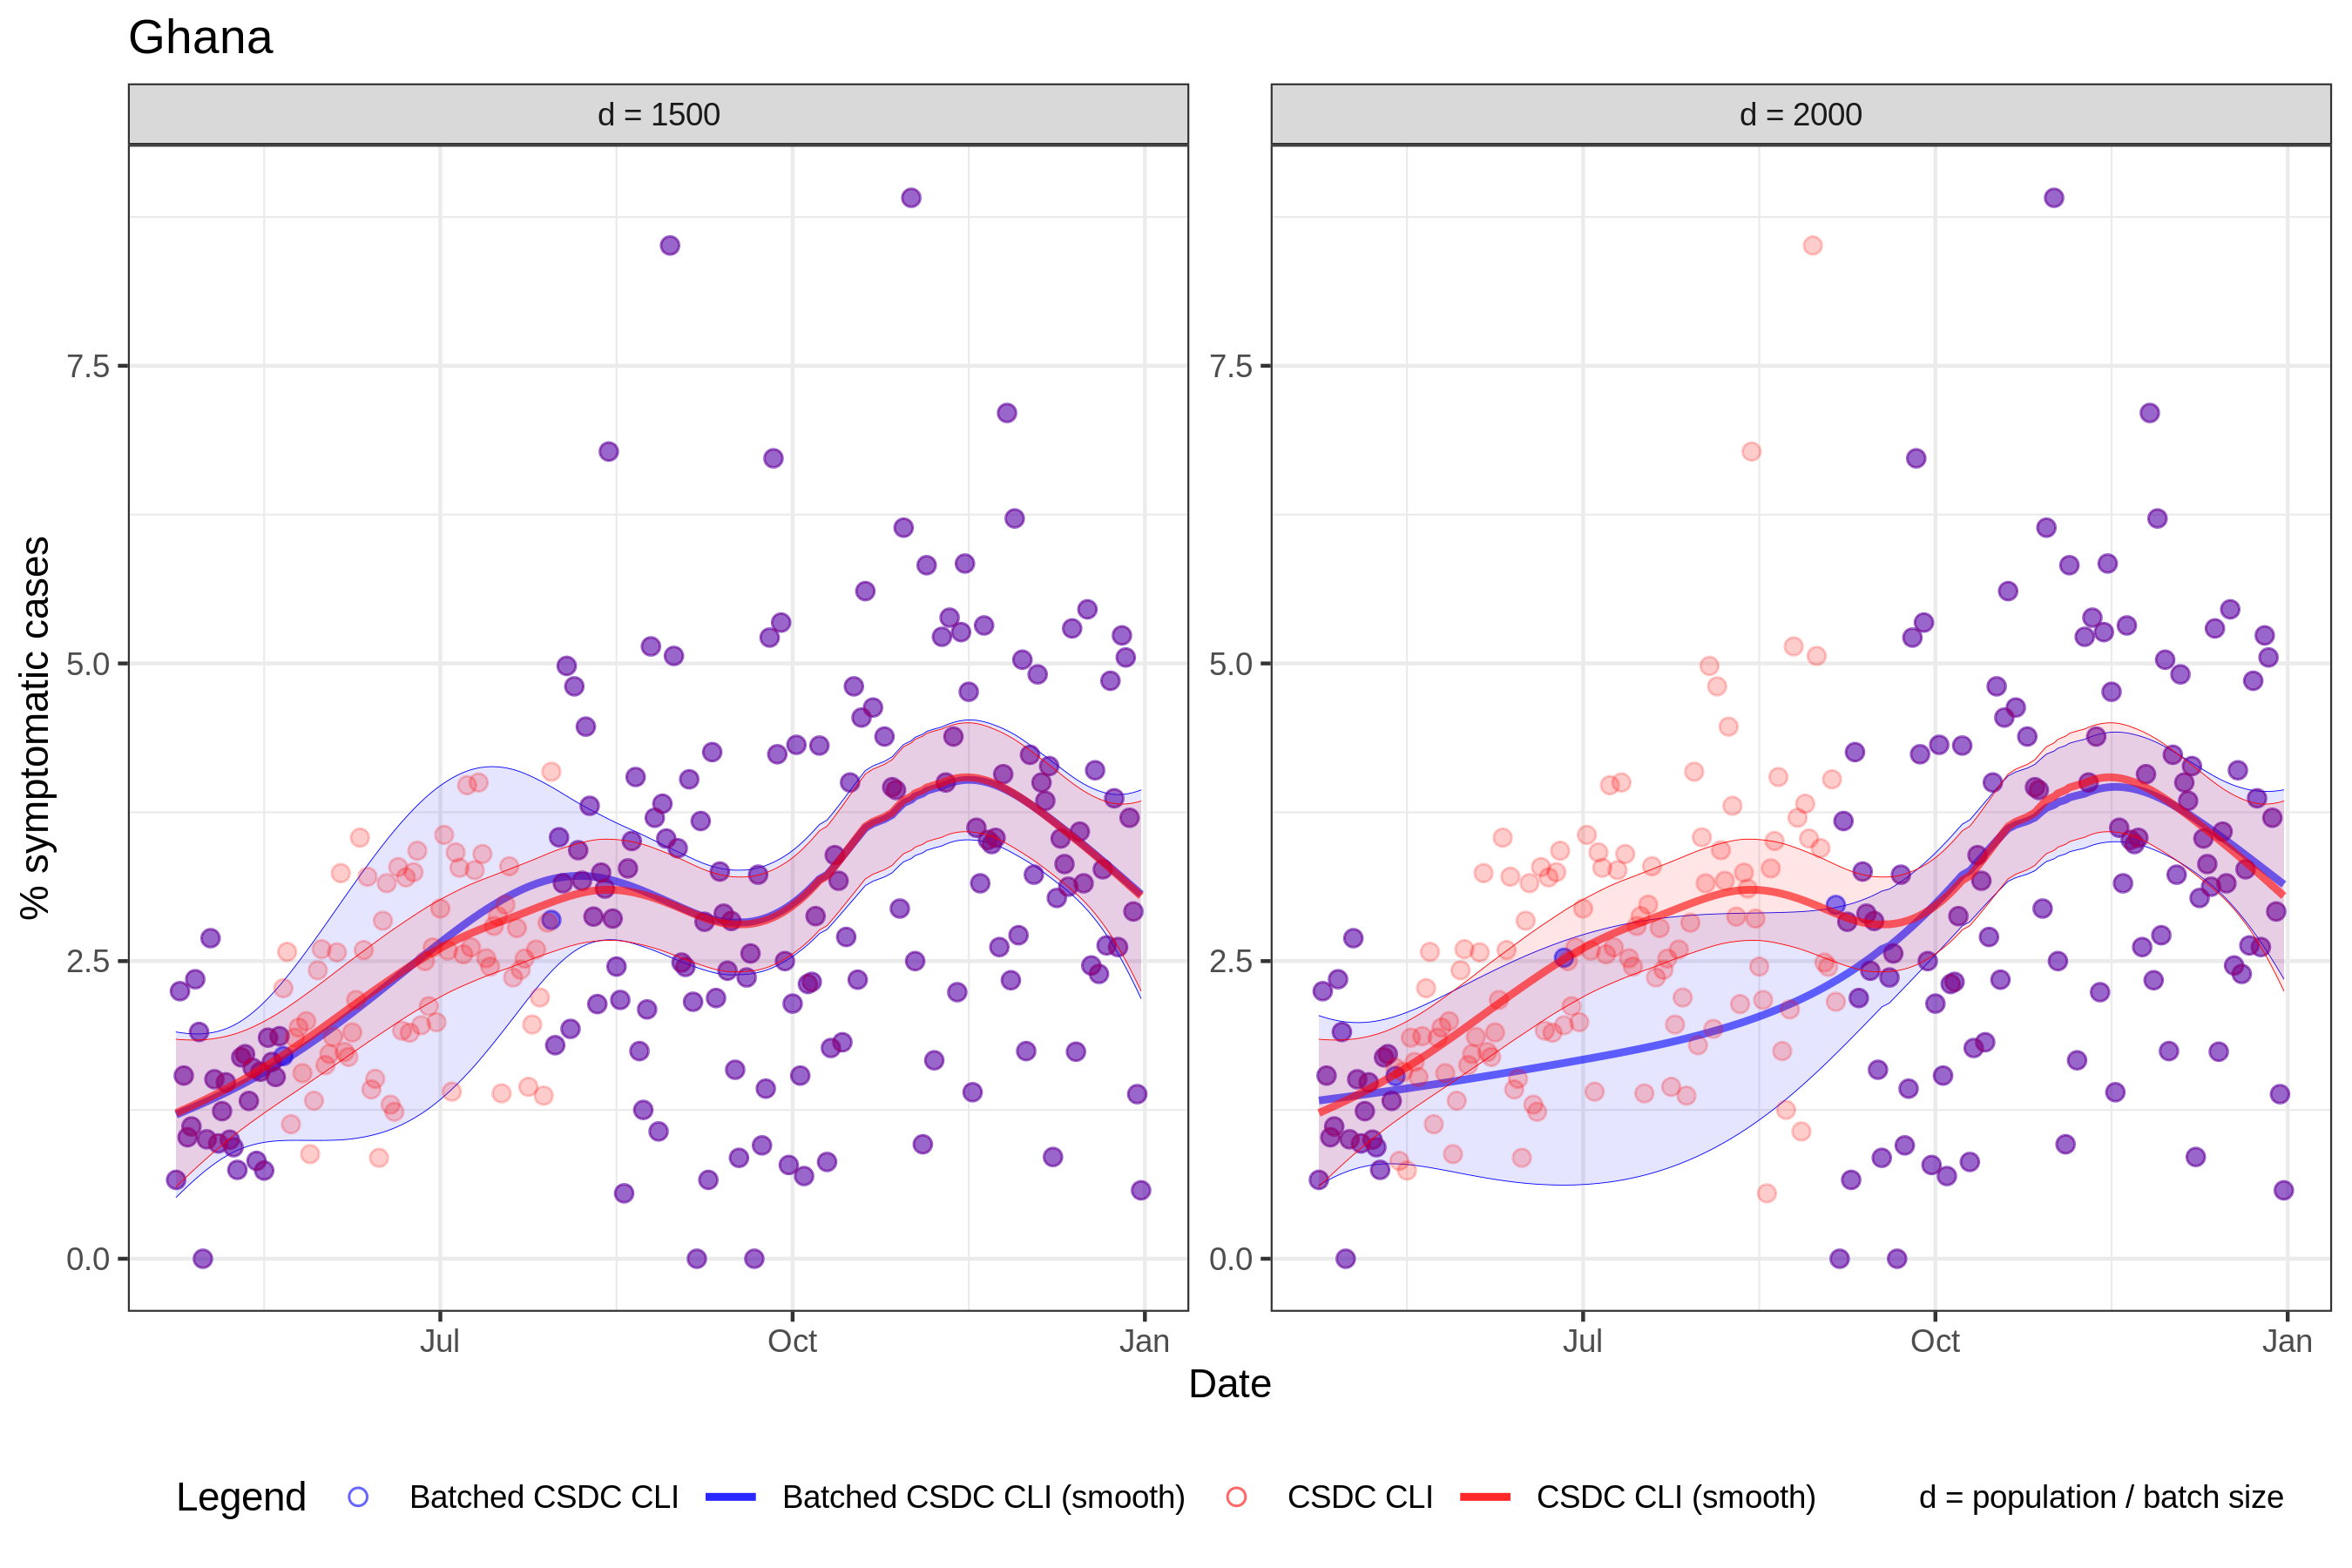 Ghana
d = 1500
d = 2000
% symptomatic cases
7.5
5.0
2.5
0.0
7.5
5.0
2.5
0.0
Jul
Oct
Jan
Jul
Oct
Jan
Date
Legend
Batched CSDC CLI
Batched CSDC CLI (smooth)
CSDC CLI
CSDC CLI (smooth)
d = population / batch size